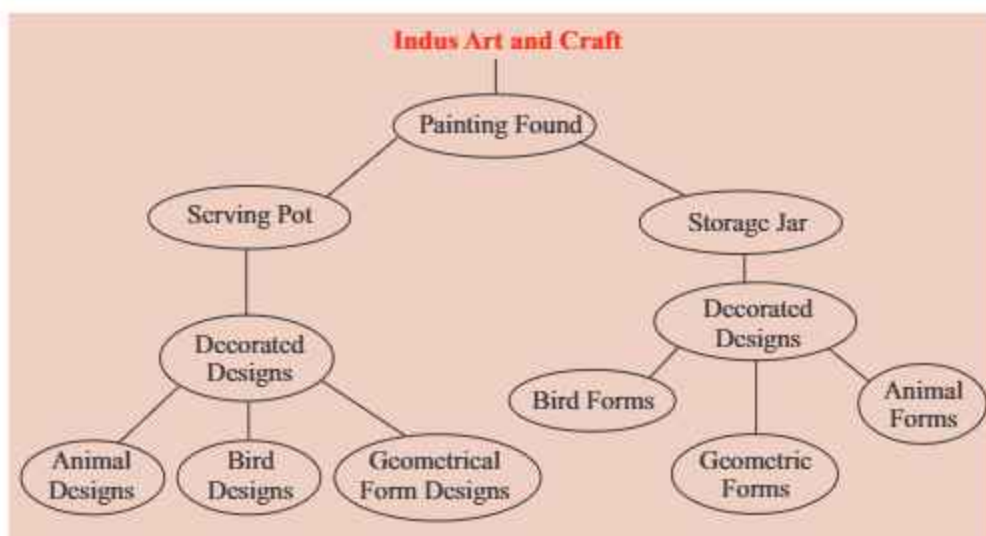 Indus Art and Craft
Painting Found
Serving Pot
Storage Jar
Decorated
Designs
Decorated
Designs
Bird Forms
Animal
Forms
Animal
Designs
Bird
Designs
Geometrical
Form Designs
Geometric
Forms